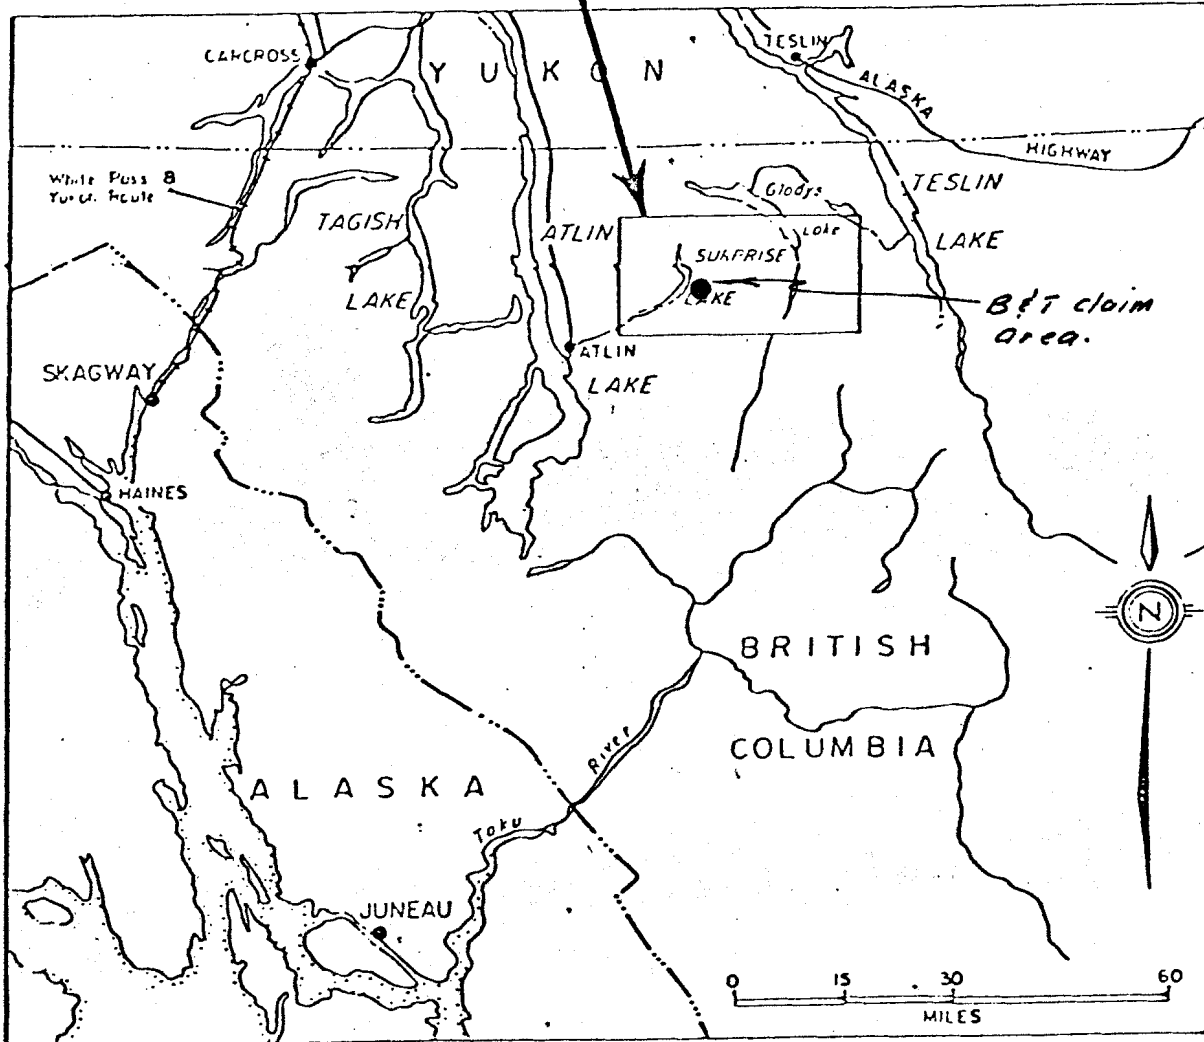 CARCROSS
YUKON
TESLIN
ALASKA
HIGHWAY
White Pass &
Yukon Route
TAGISH
LAKE
ATLIN
LAKE
Gladys
Lake
TESLIN
LAKE
SURPRISE
LAKE
B & T claim
area.
ATLIN
SKAGWAY
HAINES
BRITISH
COLUMBIA
N
ALASKA
Taku
River
JUNEAU
0 15 30 60
MILES